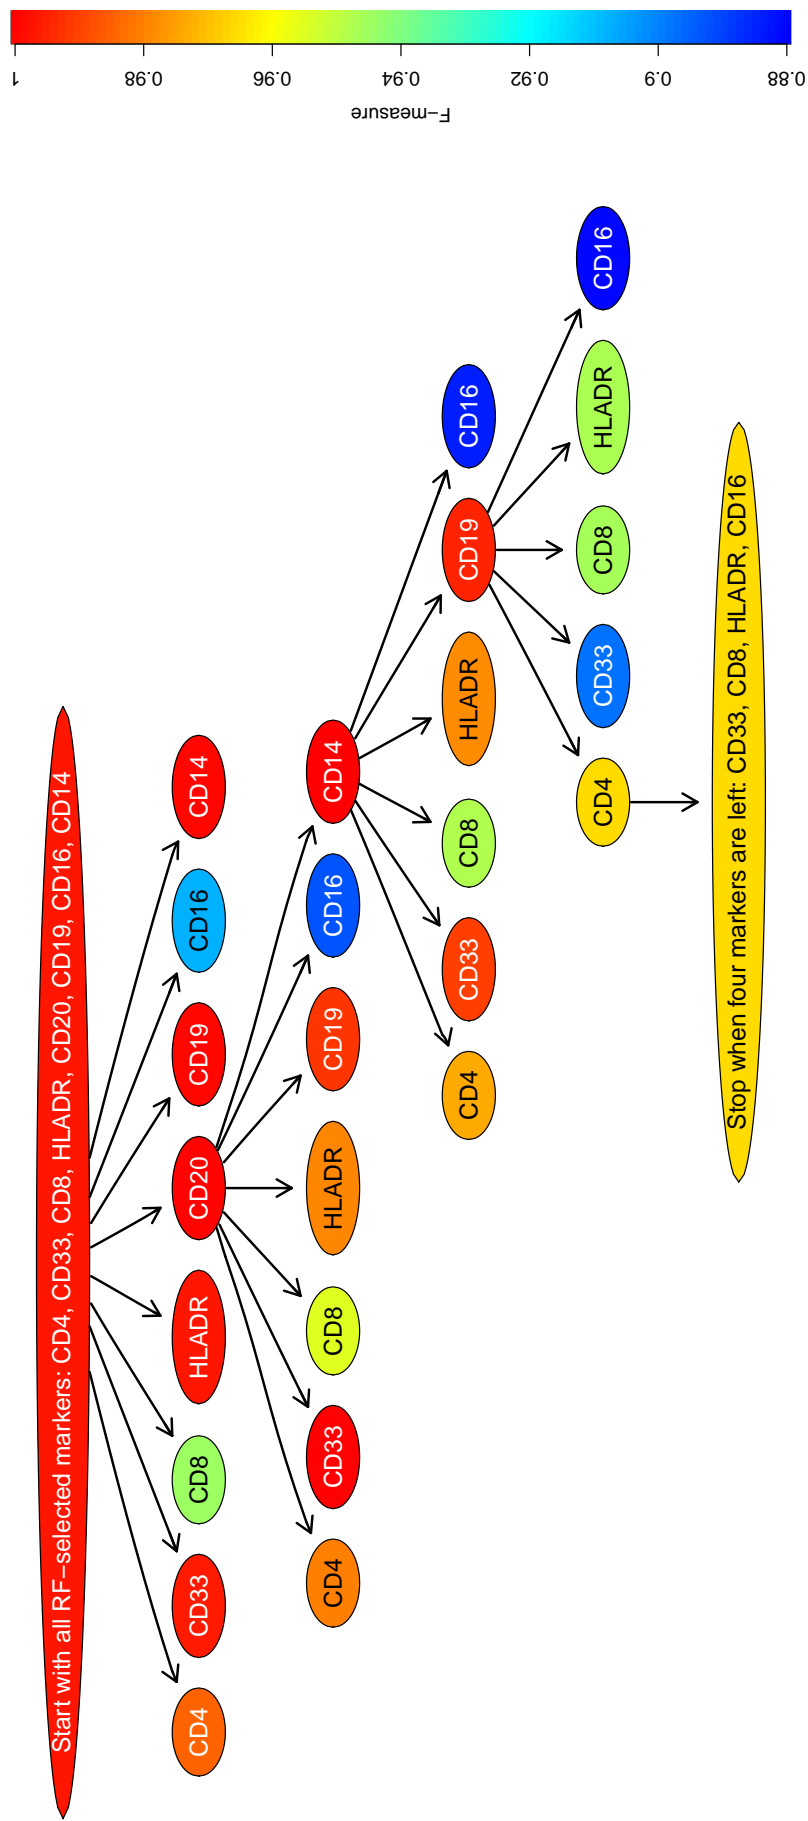 Start with all RF−selected markers: CD4, CD33, CD8, HLADR, CD20, CD19, CD16, CD14
CD4
CD33
CD8
HLADR
CD20
CD19
CD16
CD14
CD4
CD33
CD8
HLADR
CD19
CD16
CD14
CD4
CD33
CD8
HLADR
CD19
CD16
CD4
CD33
CD8
HLADR
CD16
Stop when four markers are left: CD33, CD8, HLADR, CD16
1
0.98
0.96
0.94
0.92
0.9
0.88
F−measure